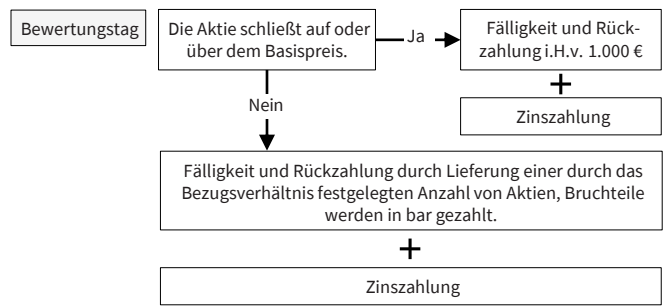 Bewertungstag
Die Aktie schließt auf oder
über dem Basispreis.
Ja
Fälligkeit und Rück-
zahlung i.H.v. 1.000 €
+
Zinszahlung
Nein
Fälligkeit und Rückzahlung durch Lieferung einer durch das
Bezugsverhältnis festgelegten Anzahl von Aktien, Bruchteile
werden in bar gezahlt.
+
Zinszahlung